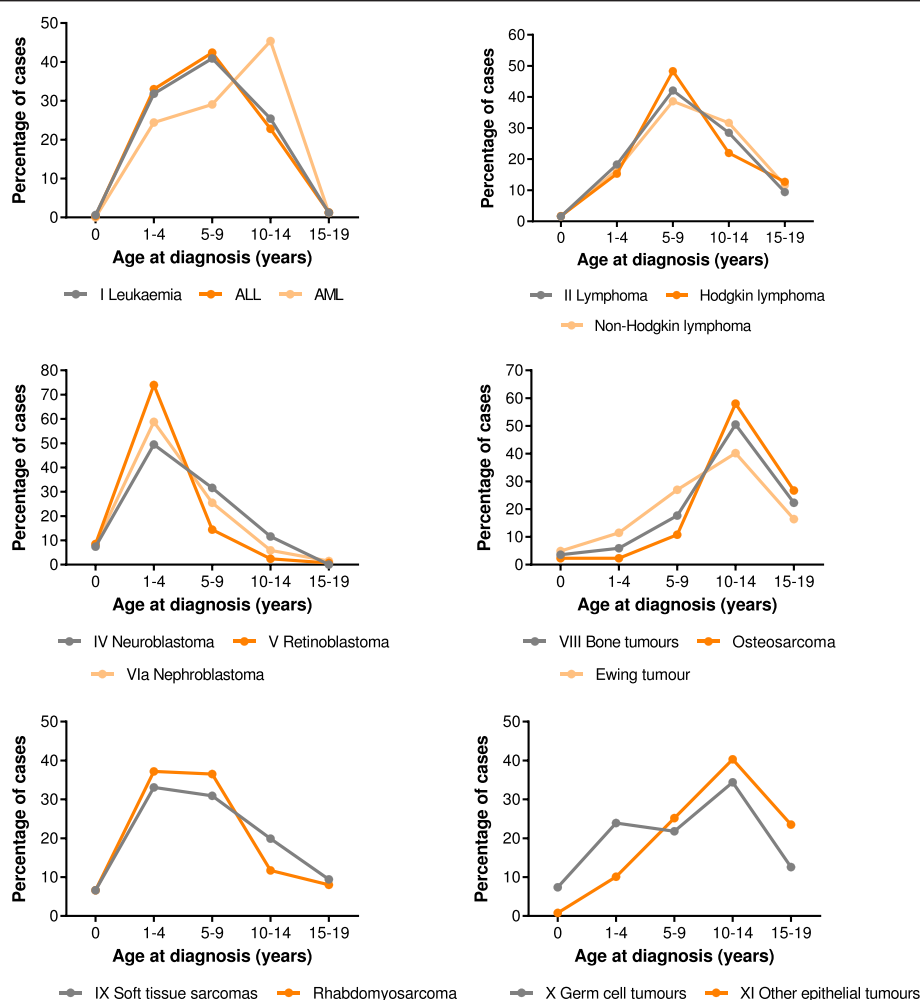 50
40
30
20
10
0
Percentage of cases
0 1-4 5-9 10-14 15-19
Age at diagnosis (years)
I Leukaemia ALL AML
60
50
40
30
20
10
0
Percentage of cases
0 1-4 5-9 10-14 15-19
Age at diagnosis (years)
II Lymphoma Hodgkin lymphoma
Non-Hodgkin lymphoma
80
70
60
50
40
30
20
10
0
Percentage of cases
0 1-4 5-9 10-14 15-19
Age at diagnosis (years)
IV Neuroblastoma V Retinoblastoma
VIa Nephroblastoma
70
60
50
40
30
20
10
0
Percentage of cases
0 1-4 5-9 10-14 15-19
Age at diagnosis (years)
VIII Bone tumours Osteosarcoma
Ewing tumour
50
40
30
20
10
0
Percentage of cases
0 1-4 5-9 10-14 15-19
Age at diagnosis (years)
IX Soft tissue sarcomas Rhabdomyosarcoma
50
40
30
20
10
0
Percentage of cases
0 1-4 5-9 10-14 15-19
Age at diagnosis (years)
X Germ cell tumours XI Other epithelial tumours